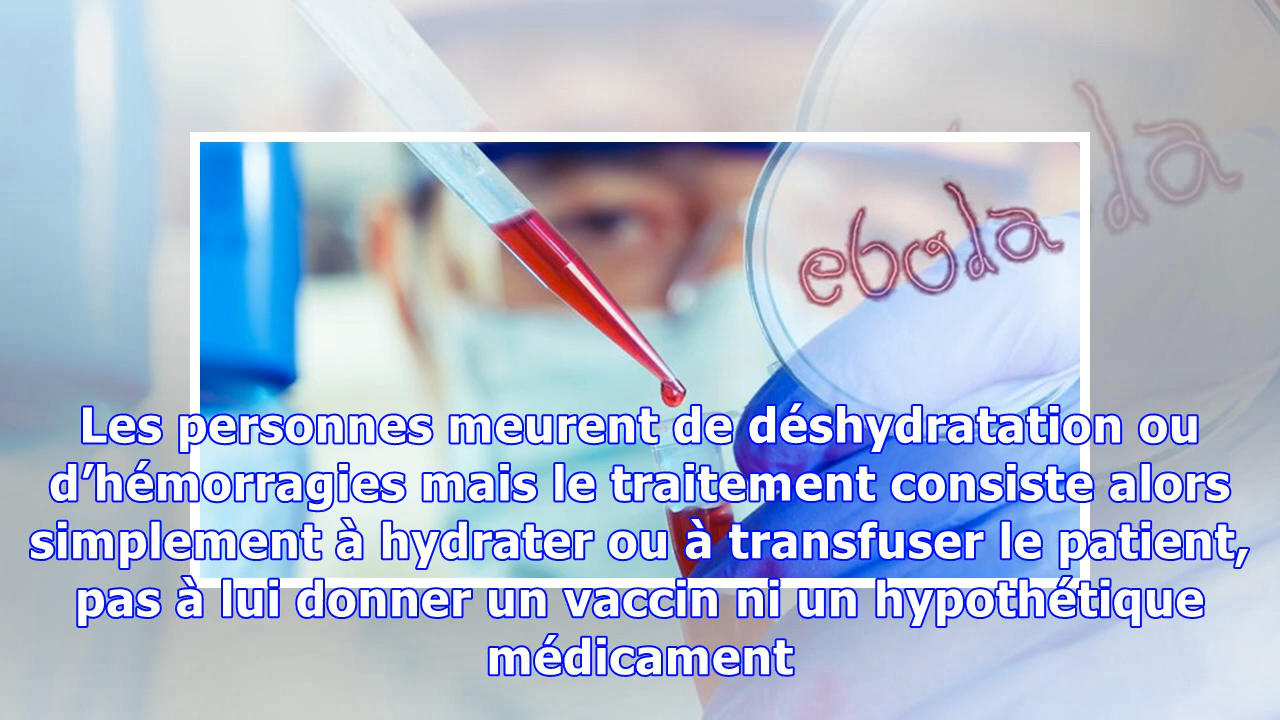 ebola
da
Les personnes meurent de déshydratation ou
d’hémorragies mais le traitement consiste alors
simplement à hydrater ou à transfuser le patient,
pas à lui donner un vaccin ni un hypothétique
médicament